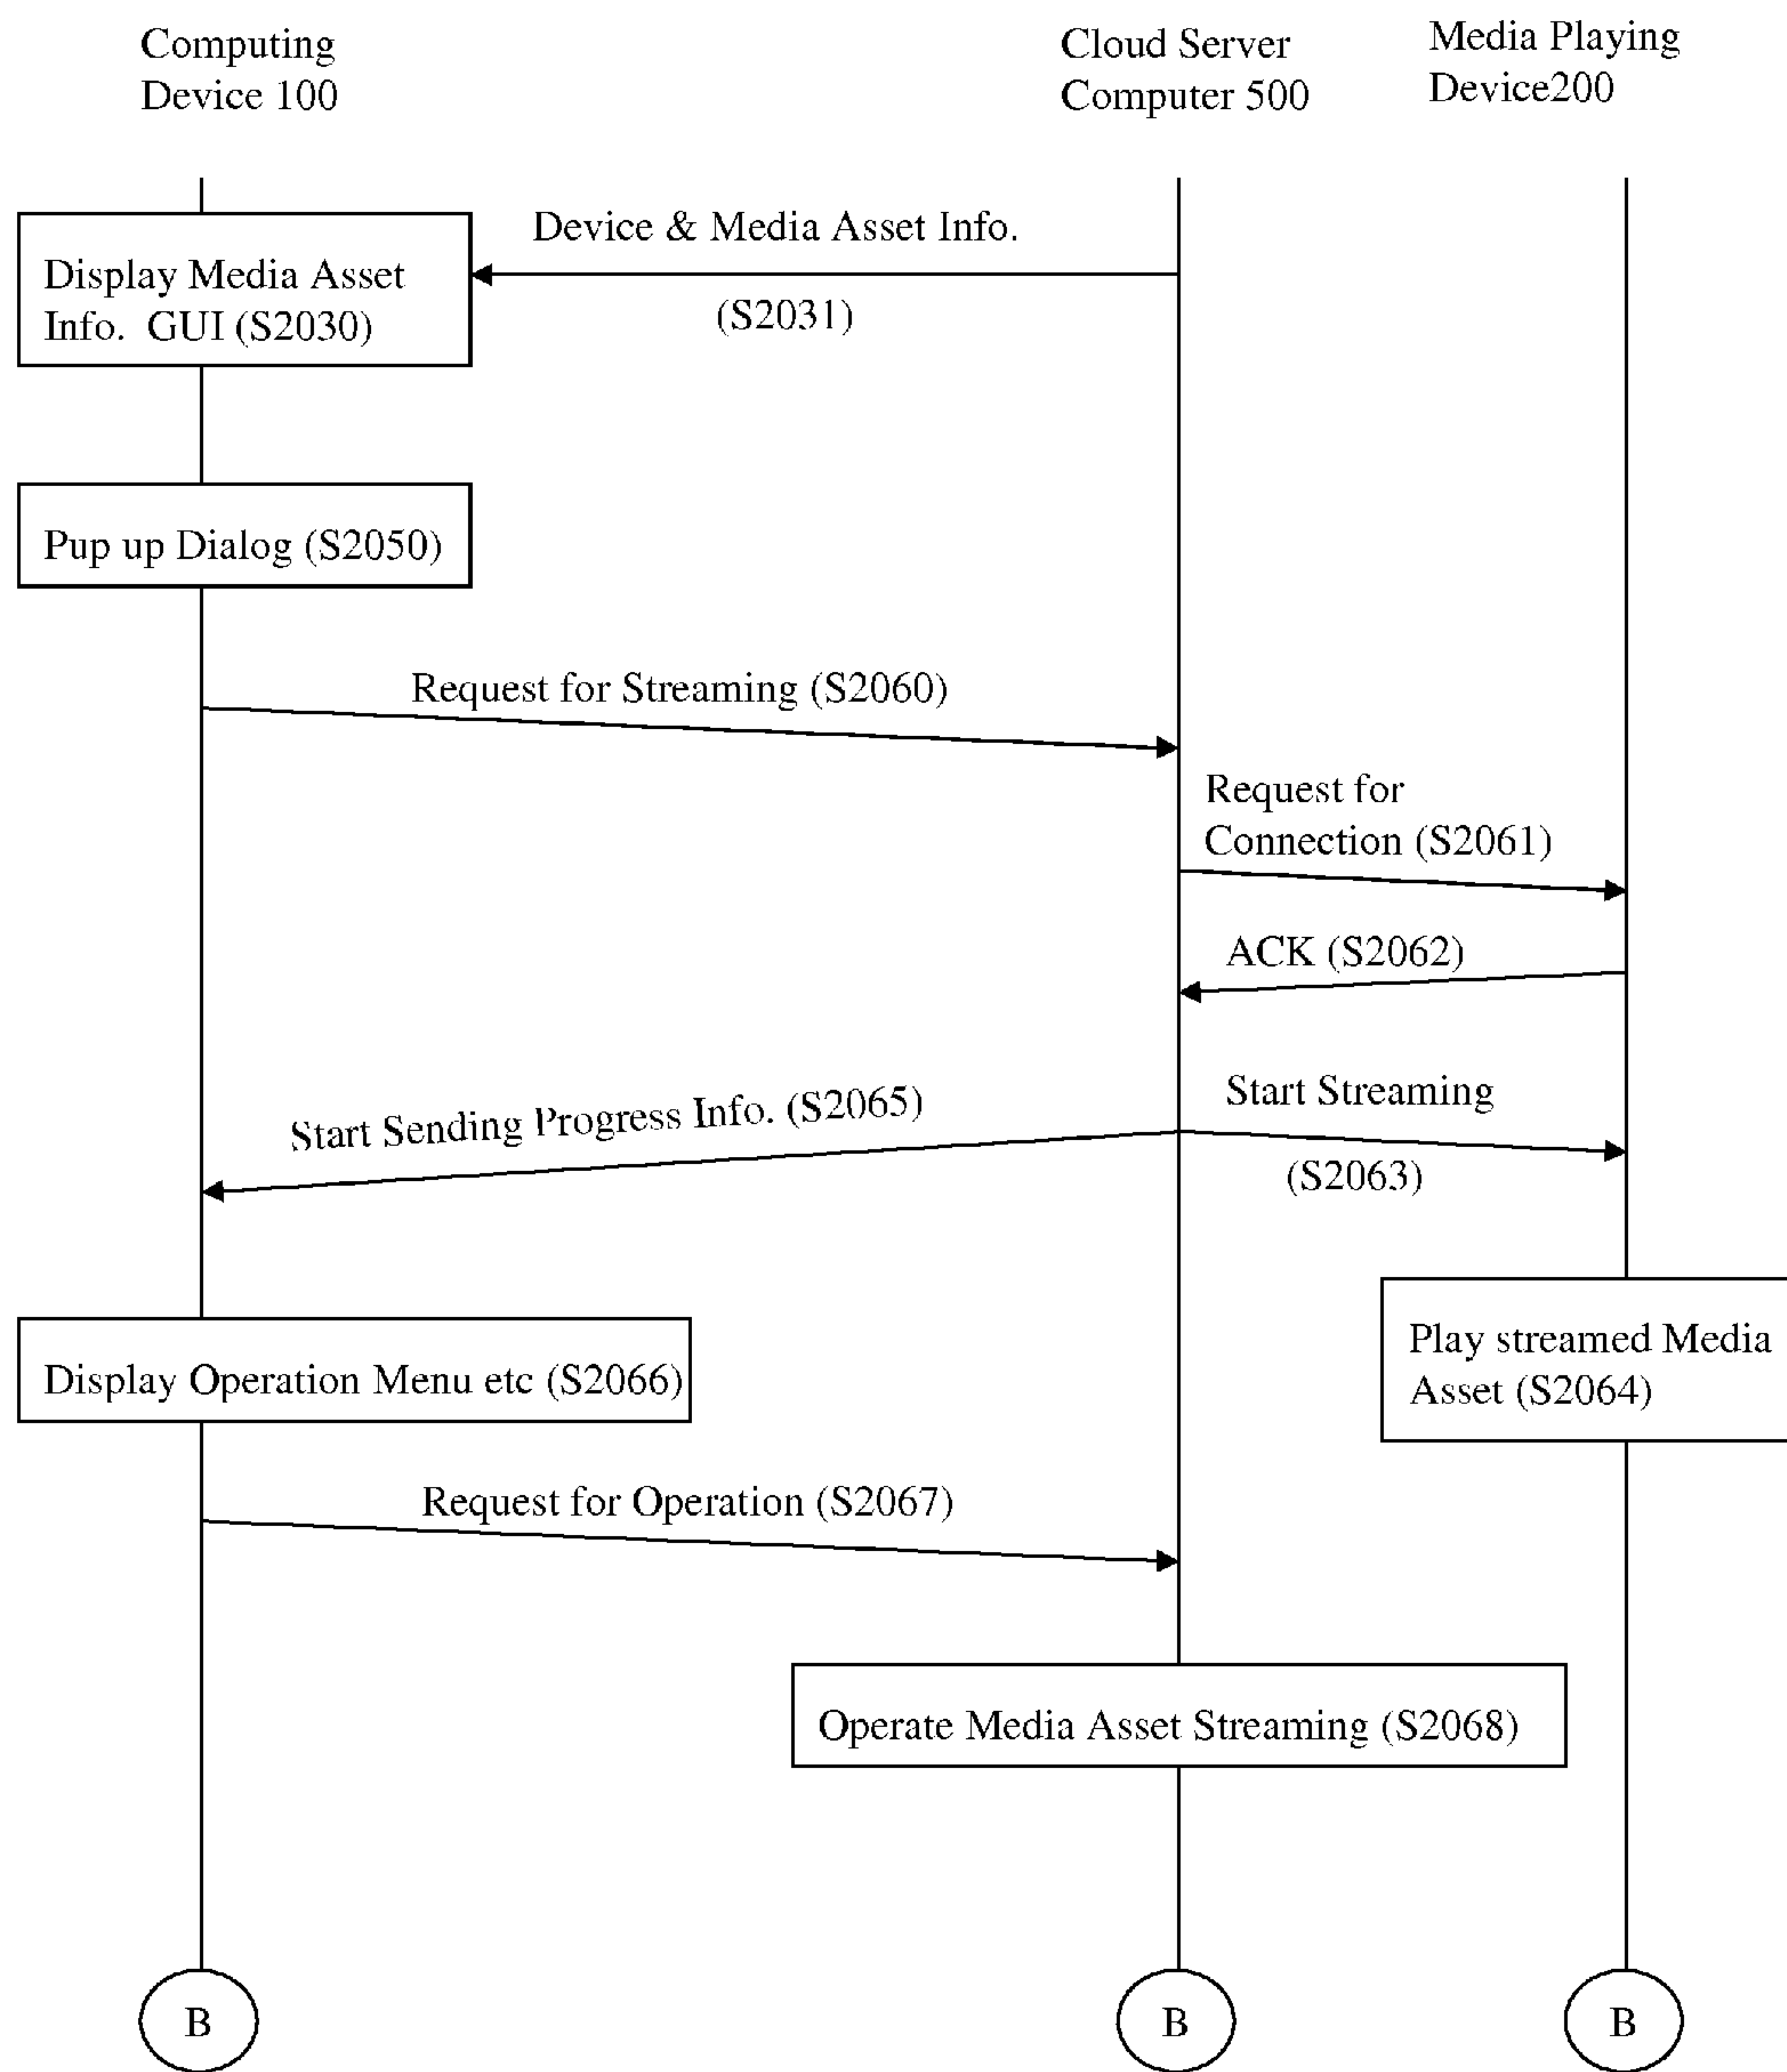 Computing
Device 100
Cloud Server
Computer 500
Media Playing
Device200
Device & Media Asset Info.
(S2031)
Display Media Asset
Info. GUI (S2030)
Pup up Dialog (S2050)
Request for Streaming (S2060)
Request for
Connection (S2061)
ACK (S2062)
Start Sending Progress Info. (S2065)
Start Streaming
(S2063)
Display Operation Menu etc (S2066)
Play streamed Media
Asset (S2064)
Request for Operation (S2067)
Operate Media Asset Streaming (S2068)
B
B
B